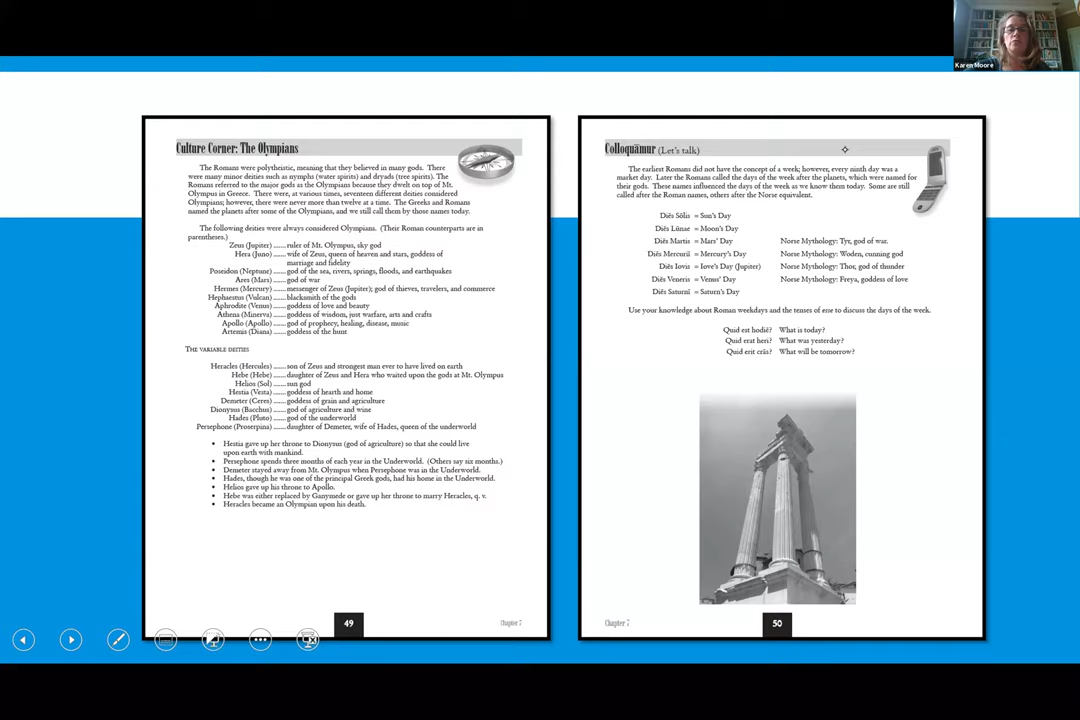 Karen Moore
Culture Corner: The Olympians
The Romans were polytheistic, meaning that they believed in many gods. There
were many minor deities such as nymphs (water spirits) and dryads (tree spirits). The
Romans referred to the major gods as the Olympians because they dwelt on top of Mt.
Olympus in Greece. There were, at various times, seventeen different deities considered
Olympians; however, there were never more than twelve at a time. The Greeks and Romans
named the planets after some of the Olympians, and we still call them by those names today.
The following deities were always considered Olympians. (Their Roman counterparts are in
parentheses.)
Zeus (Jupiter) ......ruler of Mt. Olympus, sky god
Hera (Juno) ......wife of Zeus, queen of heaven and stars, goddess of
marriage and fidelity
Poseidon (Neptune) ......god of the sea, rivers, springs, floods, and earthquakes
Ares (Mars) ......god of war
Hermes (Mercury) ......messenger of Zeus (Jupiter); god of thieves, travelers, and commerce
Hephaestus (Vulcan) ......blacksmith of the gods
Aphrodite (Venus) ......goddess of love and beauty
Athena (Minerva) ......goddess of wisdom, just warfare, arts and crafts
Apollo (Apollo) ......god of prophecy, healing, disease, music
Artemis (Diana) ......goddess of the hunt
The variable deities
Heracles (Hercules) ......son of Zeus and strongest man ever to have lived on earth
Hebe (Hebe) ......daughter of Zeus and Hera who waited upon the gods at Mt. Olympus
Helios (Sol) ......sun god
Hestia (Vesta) ......goddess of hearth and home
Demeter (Ceres) ......goddess of grain and agriculture
Dionysus (Bacchus) ......god of agriculture and wine
Hades (Pluto) ......god of the underworld
Persephone (Proserpina) ......daughter of Demeter, wife of Hades, queen of the underworld
• Hestia gave up her throne to Dionysus (god of agriculture) so that she could live
upon earth with mankind.
• Persephone spends three months of each year in the Underworld. (Others say six months.)
• Demeter stayed away from Mt. Olympus when Persephone was in the Underworld.
• Hades, though he was one of the principal Greek gods, had his home in the Underworld.
• Helios gave up his throne to Apollo.
• Hebe was either replaced by Ganymede or gave up her throne to marry Heracles, q. v.
• Heracles became an Olympian upon his death.
49
Chapter 7
Colloquāmur (Let's talk)
The earliest Romans did not have the concept of a week; however, every ninth day was a
market day. Later the Romans called the days of the week after the planets, which were named for
their gods. These names influenced the days of the week as we know them today. Some are still
called after the Roman names, others after the Norse equivalent.
Diēs Sōlis = Sun's Day
Diēs Lūnae = Moon's Day
Diēs Martis = Mars' Day Norse Mythology: Tyr, god of war.
Diēs Mercuriī = Mercury's Day Norse Mythology: Woden, cunning god
Diēs Iovis = Jove's Day (Jupiter) Norse Mythology: Thor, god of thunder
Diēs Veneris = Venus' Day Norse Mythology: Freya, goddess of love
Diēs Saturnī = Saturn's Day
Use your knowledge about Roman weekdays and the tenses of esse to discuss the days of the week.
Quid est hodiē? What is today?
Quid erat heri? What was yesterday?
Quid erit crās? What will be tomorrow?
Chapter 7
50